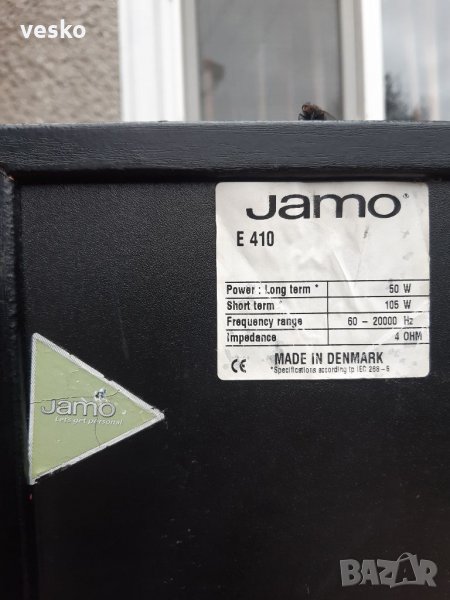 vesko
Jamo®
E 410
Power : Long term * 50 W
Short term * 105 W
Frequency range 60 – 20000 Hz
Impedance 4 OHM
CE MADE IN DENMARK
*Specifications according to IEC 268 – 5
Jamo
Lets get personal
BAZAR